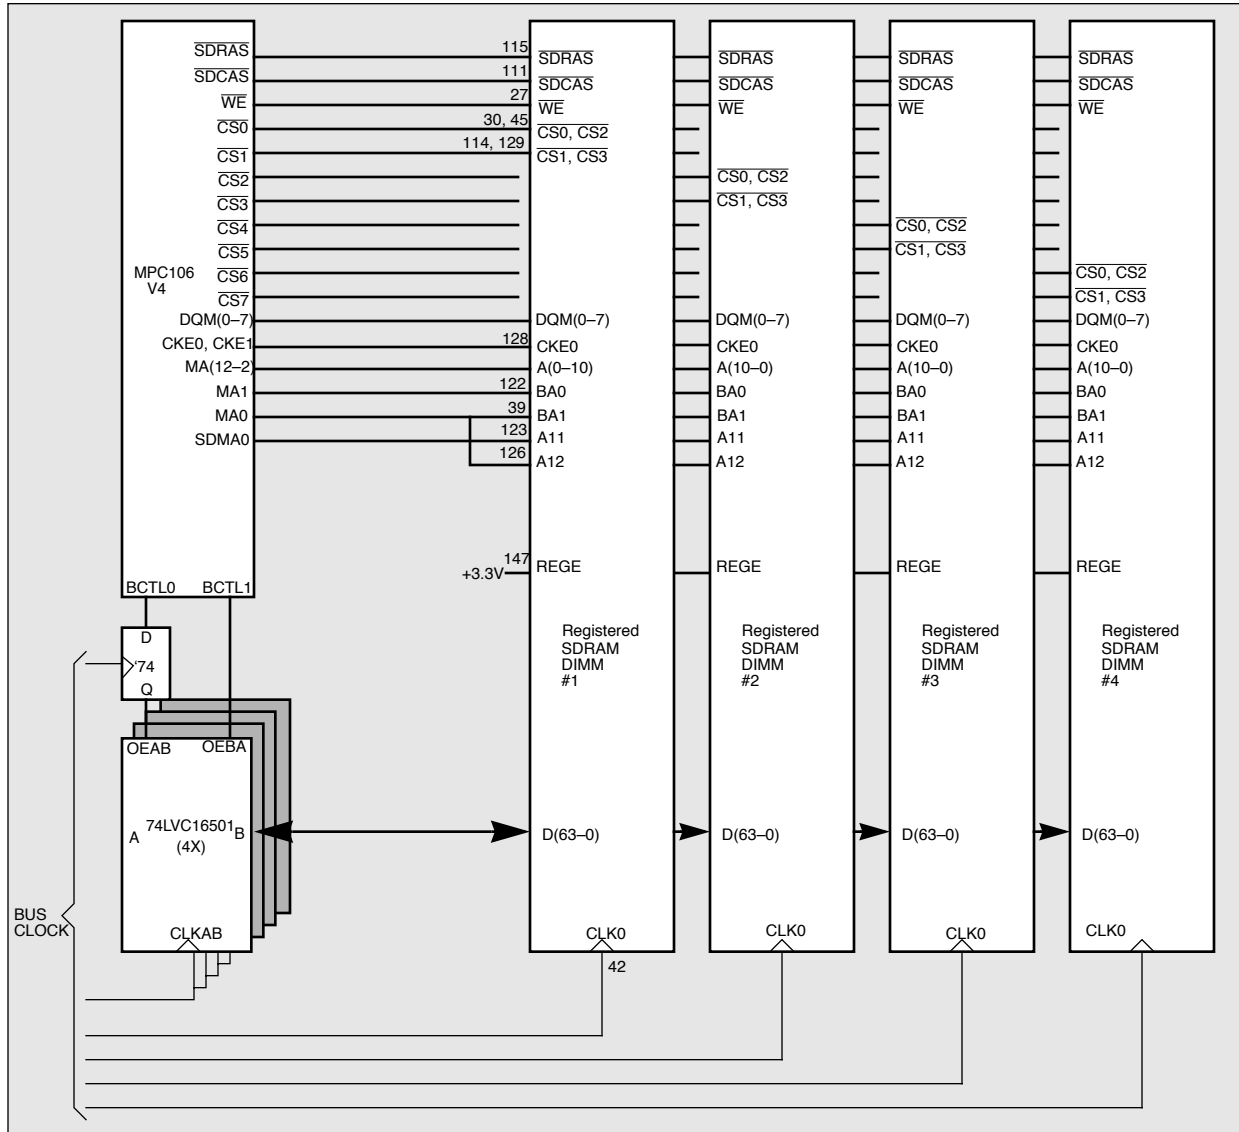 SDRAS 115 SDRAS SDRAS SDRAS SDRAS
SDCAS 111 SDCAS SDCAS SDCAS SDCAS
WE 27 WE WE WE WE
CS0 30, 45 CS0, CS2
CS1 114, 129 CS1, CS3
CS2 CS0, CS2
CS3 CS1, CS3
CS4 CS0, CS2
CS5 CS1, CS3
MPC106
V4
CS6 CS0, CS2
CS7 CS1, CS3
DQM(0–7) DQM(0–7) DQM(0–7) DQM(0–7) DQM(0–7)
CKE0, CKE1 128 CKE0 CKE0 CKE0 CKE0
MA(12–2) A(0–10) A(10–0) A(10–0) A(10–0)
MA1 122 BA0 BA0 BA0 BA0
MA0 39 BA1 BA1 BA1 BA1
SDMA0 123 A11 A11 A11 A11
126 A12 A12 A12 A12
+3.3V 147 REGE REGE REGE REGE
BCTL0 BCTL1
D
'74
Q
Registered
SDRAM
DIMM
#1
Registered
SDRAM
DIMM
#2
Registered
SDRAM
DIMM
#3
Registered
SDRAM
DIMM
#4
OEAB OEBA
A 74LVC16501 B
(4X)
D(63–0) D(63–0) D(63–0) D(63–0)
BUS
CLOCK
CLKAB CLK0 CLK0 CLK0 CLK0
42